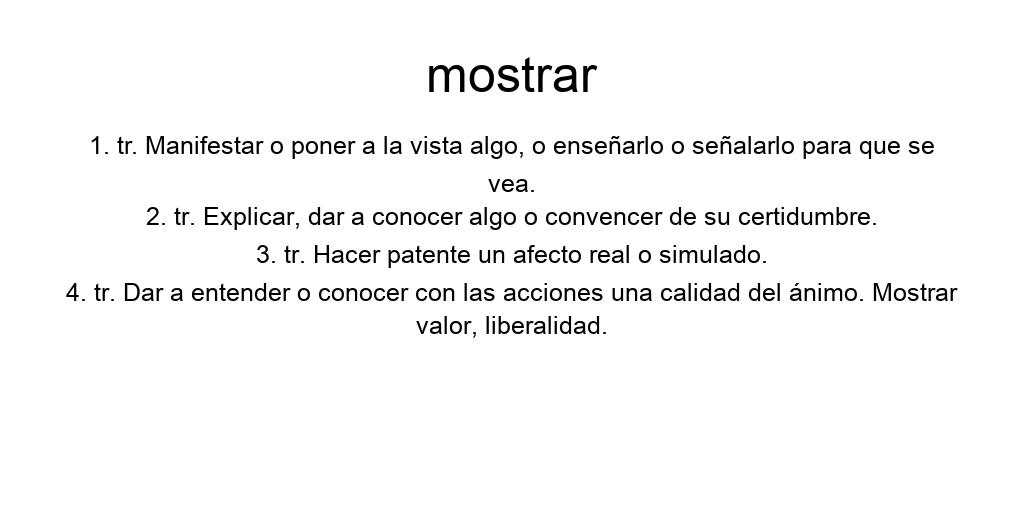 mostrar
1. tr. Manifestar o poner a la vista algo, o enseñarlo o señalarlo para que se
vea.
2. tr. Explicar, dar a conocer algo o convencer de su certidumbre.
3. tr. Hacer patente un afecto real o simulado.
4. tr. Dar a entender o conocer con las acciones una calidad del ánimo. Mostrar
valor, liberalidad.